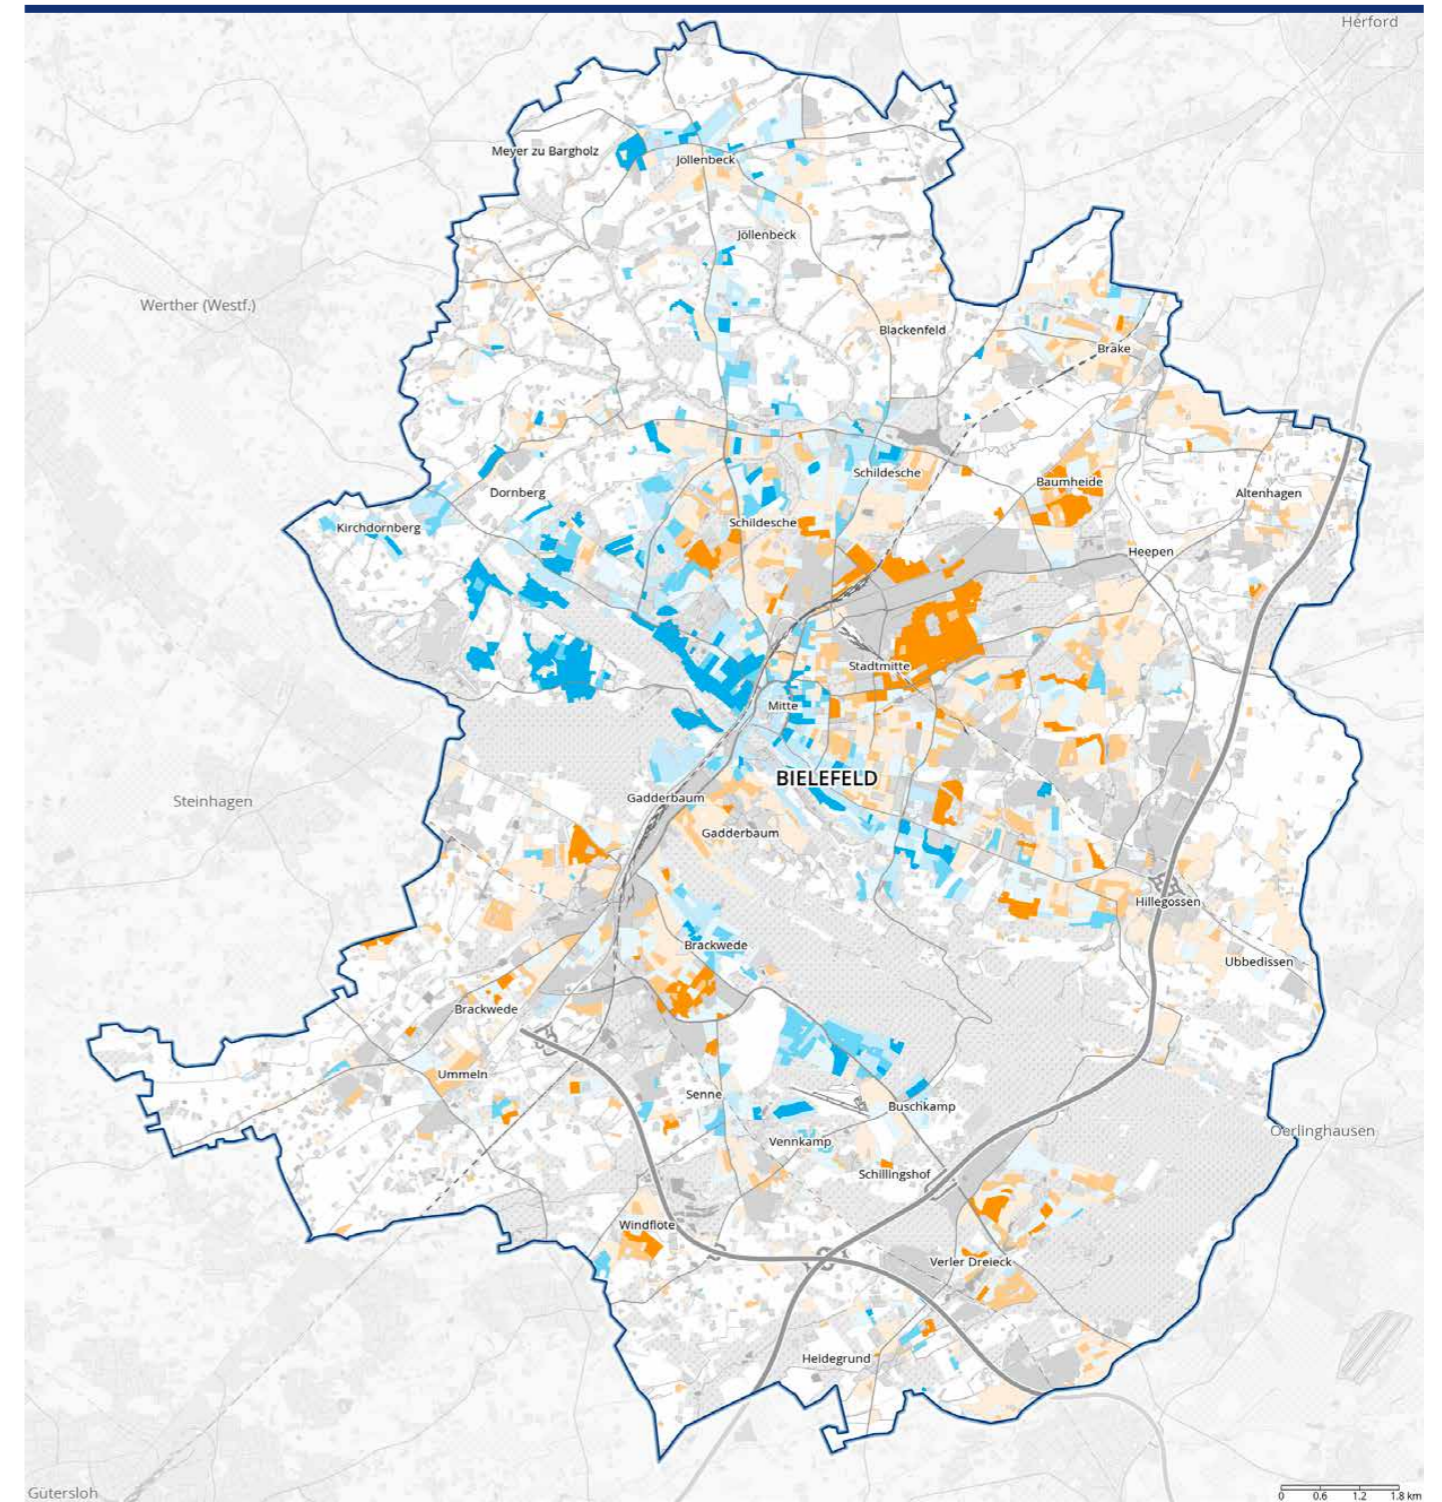 Herford
Meyer zu Bargholz
Jöllenbeck
Jöllenbeck
Werther (Westf.)
Blackenfeld
Brake
Schildesche
Baumheide
Dornberg
Altenhagen
Kirchdornberg
Schildesche
Heepen
Stadtmitte
Mitte
BIELEFELD
Steinhagen
Gadderbaum
Gadderbaum
Hillegossen
Brackwede
Ubbedissen
Brackwede
Ummeln
Senne
Buschkamp
Vennkamp
Oerlinghausen
Schillingshof
Windflöte
Verler Dreieck
Heidegrund
Gütersloh
0 0.6 1.2 1.8 km